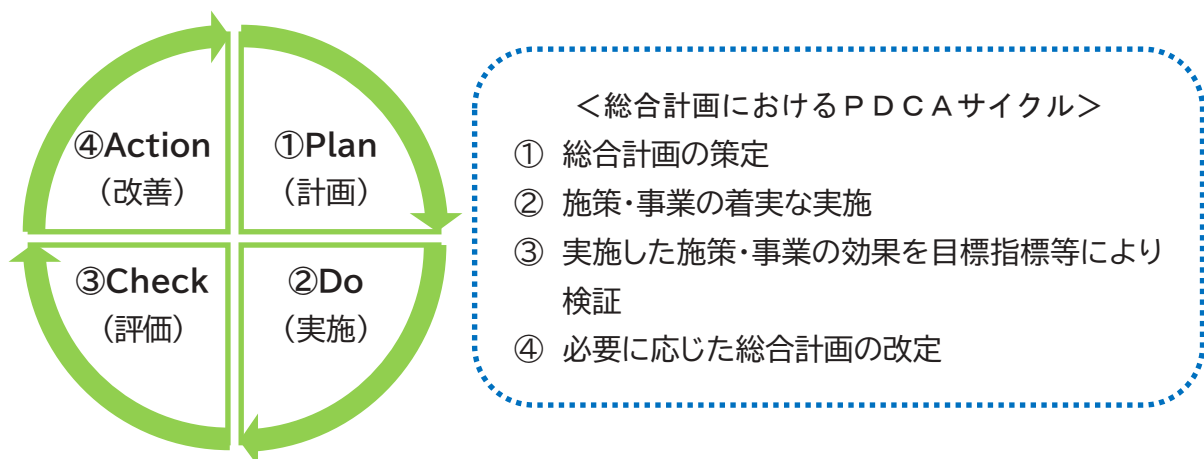 ④Action
（改善）
①Plan
（計画）
③Check
（評価）
②Do
（実施）
＜総合計画におけるＰＤＣＡサイクル＞
① 総合計画の策定
② 施策・事業の着実な実施
③ 実施した施策・事業の効果を目標指標等により
検証
④ 必要に応じた総合計画の改定